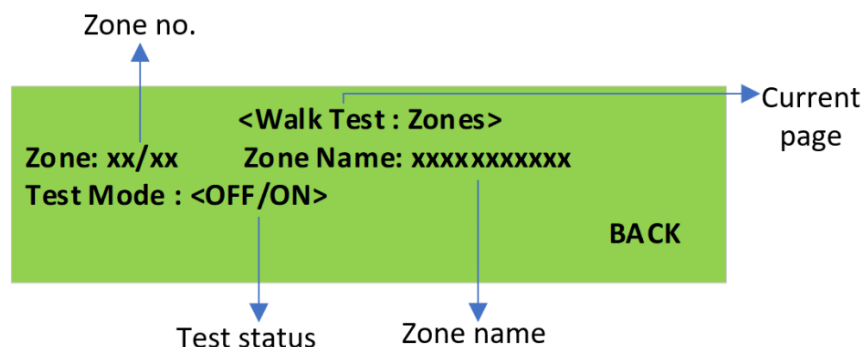 Zone no.
<Walk Test : Zones>
Current
page
Zone: xx/xx Zone Name: xxxxxxxxxxx
Test Mode : <OFF/ON>
BACK
Test status
Zone name